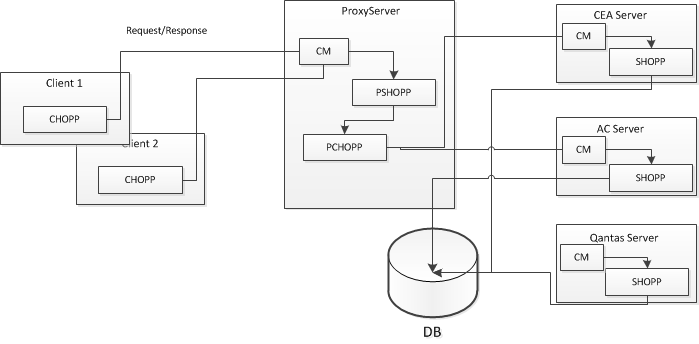 ProxyServer
Request/Response
CM
PSHOPP
PCHOPP
Client 1
CHOPP
Client 2
CHOPP
CEA Server
CM
SHOPP
AC Server
CM
SHOPP
Qantas Server
CM
SHOPP
DB